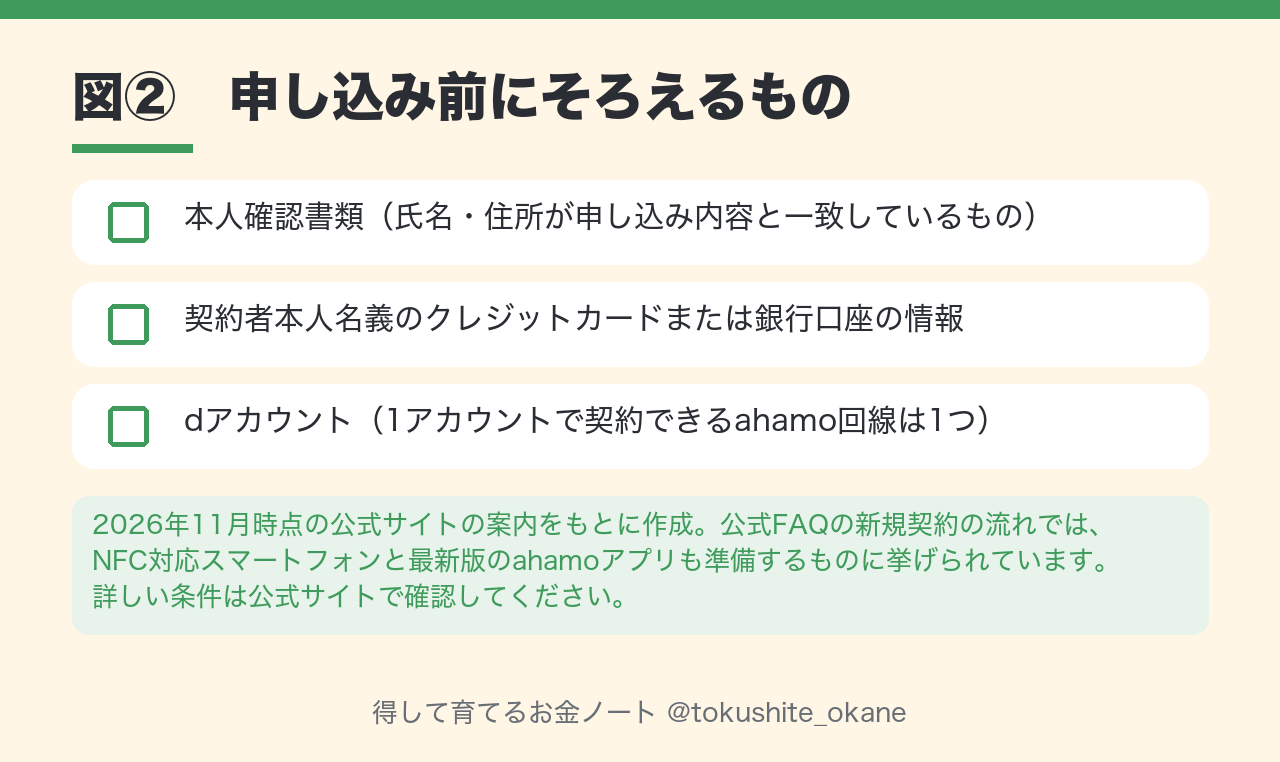 図② 申し込み前にそろえるもの
本人確認書類（氏名・住所が申し込み内容と一致しているもの）
契約者本人名義のクレジットカードまたは銀行口座の情報
dアカウント（1アカウントで契約できるahamo回線は1つ）
2026年11月時点の公式サイトの案内をもとに作成。公式FAQの新規契約の流れでは、
NFC対応スマートフォンと最新版のahamoアプリも準備するものに挙げられています。
詳しい条件は公式サイトで確認してください。
得して育てるお金ノート @tokushite_okane